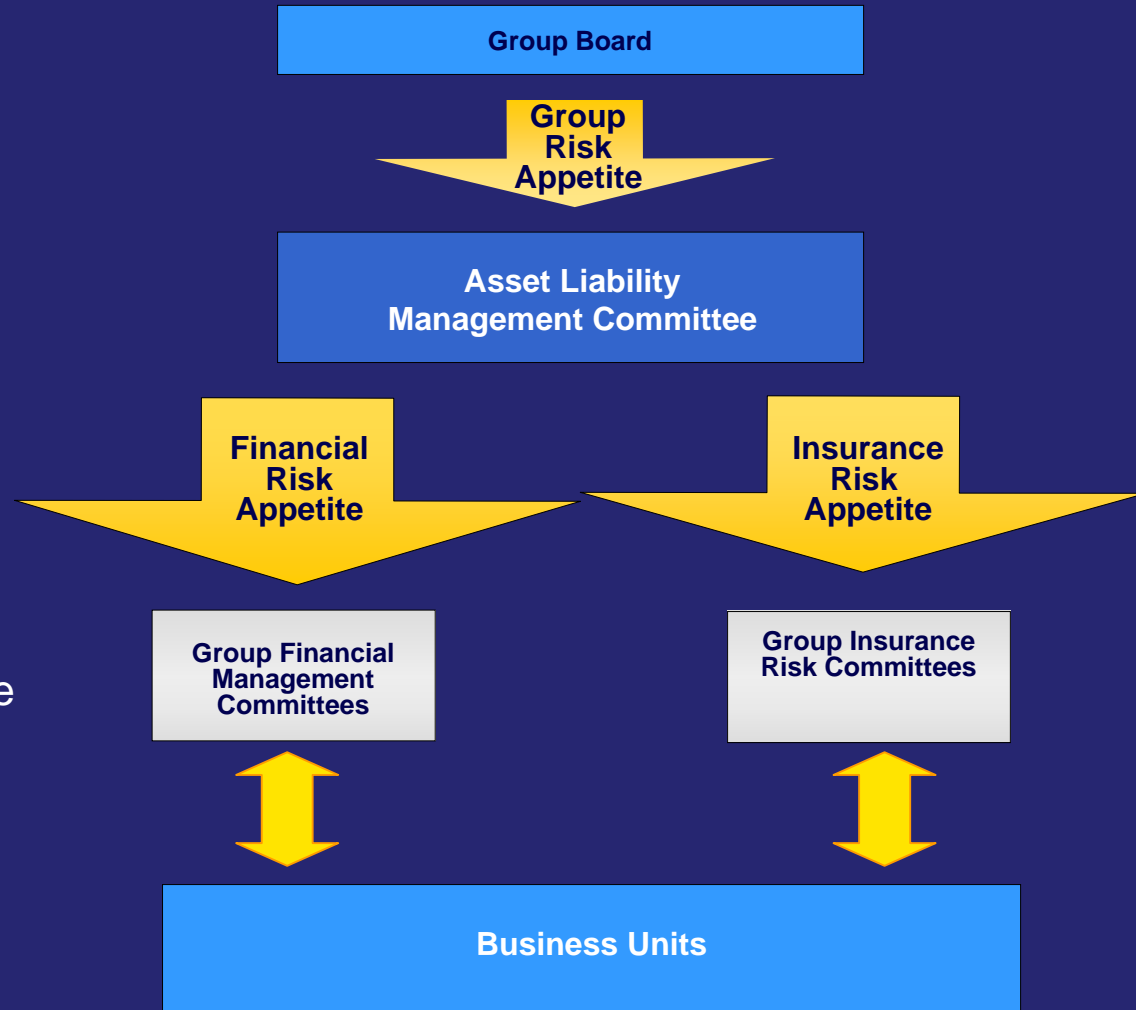 Group Board
Group
Risk
Appetite
Asset Liability
Management Committee
Financial
Risk
Appetite
Insurance
Risk
Appetite
Group Financial
Management
Committees
Group Insurance
Risk Committees
e
Business Units